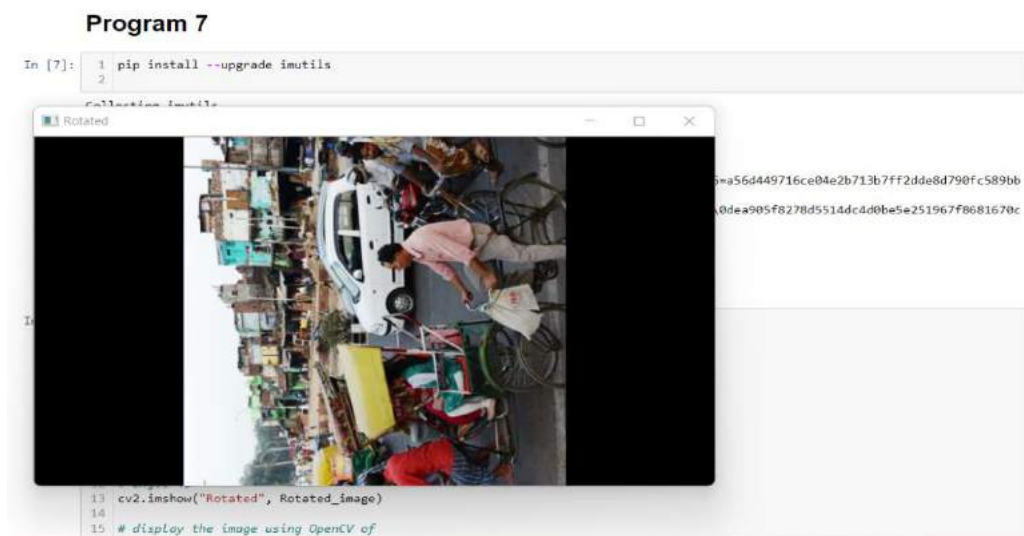 Program 7
In [7]:
1 pip install --upgrade imutils
2
Collecting imutils
Rotated
=a56d449716ce04e2b713b7ff2dde8d790fc589bb
\0dea905f8278d5514dc4d0be5e251967f8681670c
13 cv2.imshow("Rotated", Rotated_image)
14
15 # display the image using OpenCV of